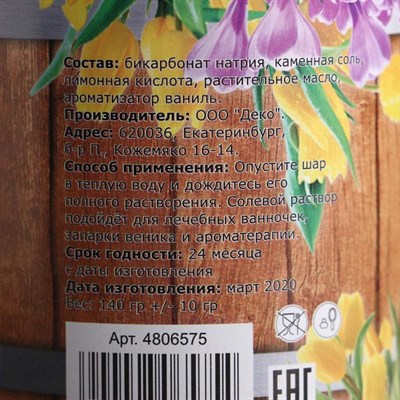 Состав: бикарбонат натрия, каменная соль,
лимонная кислота, растительное масло,
ароматизатор ваниль.
Производитель: ООО "Деко".
Адрес: 620036, Екатеринбург,
б-р П., Кожемяко 16-14.
Способ применения: Опустите шар
в теплую воду и дождитесь его
полного растворения. Солевой раствор
подойдёт для лечебных ванночек,
запарки веника и ароматерапии.
Срок годности: 24 месяца
с даты изготовления
Дата изготовления: март 2020
Вес: 140 гр +/- 10 гр
Арт. 4806575
EAC